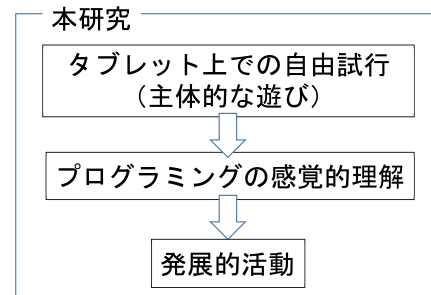 本研究
タブレット上での自由試行
（主体的な遊び）
プログラミングの感覚的理解
発展的活動